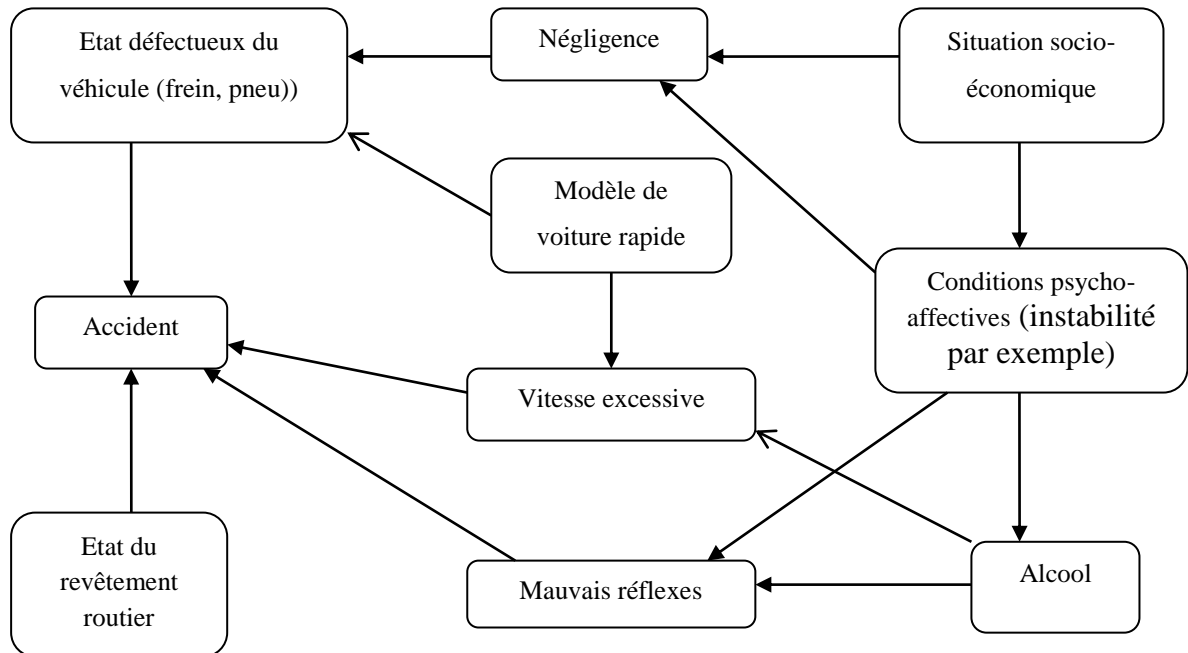 Etat défectueux du
véhicule (frein, pneu))
Négligence
Situation socio-
économique
Modèle de
voiture rapide
Conditions psycho-
affectives (instabilité
par exemple)
Accident
Vitesse excessive
Etat du
revêtement
routier
Mauvais réflexes
Alcool